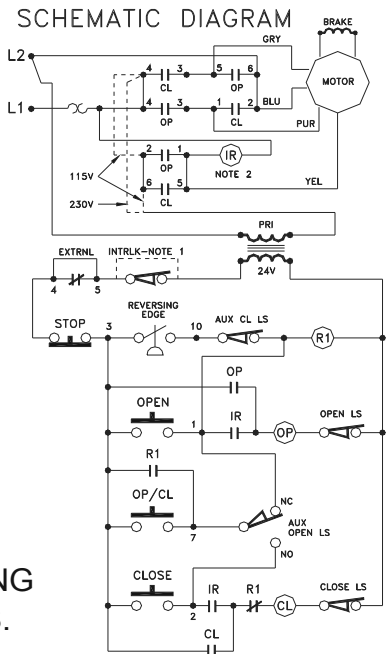 SCHEMATIC DIAGRAM
BRAKE
GRY
L2
4 3 5 6
CL OP
MOTOR
BLU
L1
4 3 1 2
OP CL
PUR
2 1
OP
IR
NOTE 2
115V
6 5
CL
YEL
230V
PRI
EXTRNL
INTRLK-NOTE 1
24V
4 5
STOP
3
REVERSING
EDGE
10
AUX CL LS
R1
OP
OPEN
1
IR
OP
OPEN LS
R1
OP/CL
7
NC
AUX
OPEN LS
NO
NG
CLOSE
2
IR
R1
CL
CLOSE LS
CL